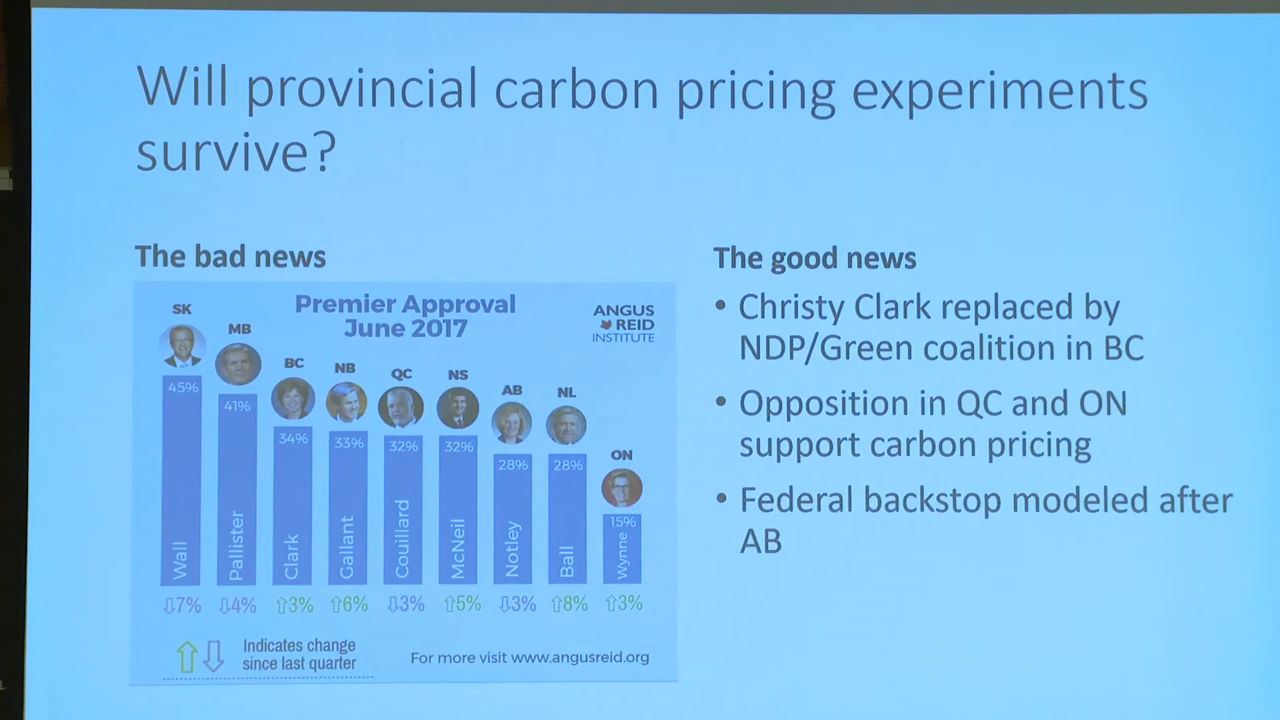 Will provincial carbon pricing experiments
survive?
The bad news
Premier Approval
June 2017
ANGUS
REID
INSTITUTE
SK
MB
BC
NB
QC
NS
AB
NL
ON
45%
41%
34%
33%
32%
32%
28%
28%
15%
Wall
Pallister
Clark
Gallant
Couillard
McNeil
Notley
Ball
Wynne
⇩7%
⇩4%
⇧3%
⇧6%
⇩3%
⇧5%
⇩3%
⇧8%
⇧3%
Indicates change
since last quarter
For more visit www.angusreid.org
The good news
• Christy Clark replaced by
NDP/Green coalition in BC
• Opposition in QC and ON
support carbon pricing
• Federal backstop modeled after
AB